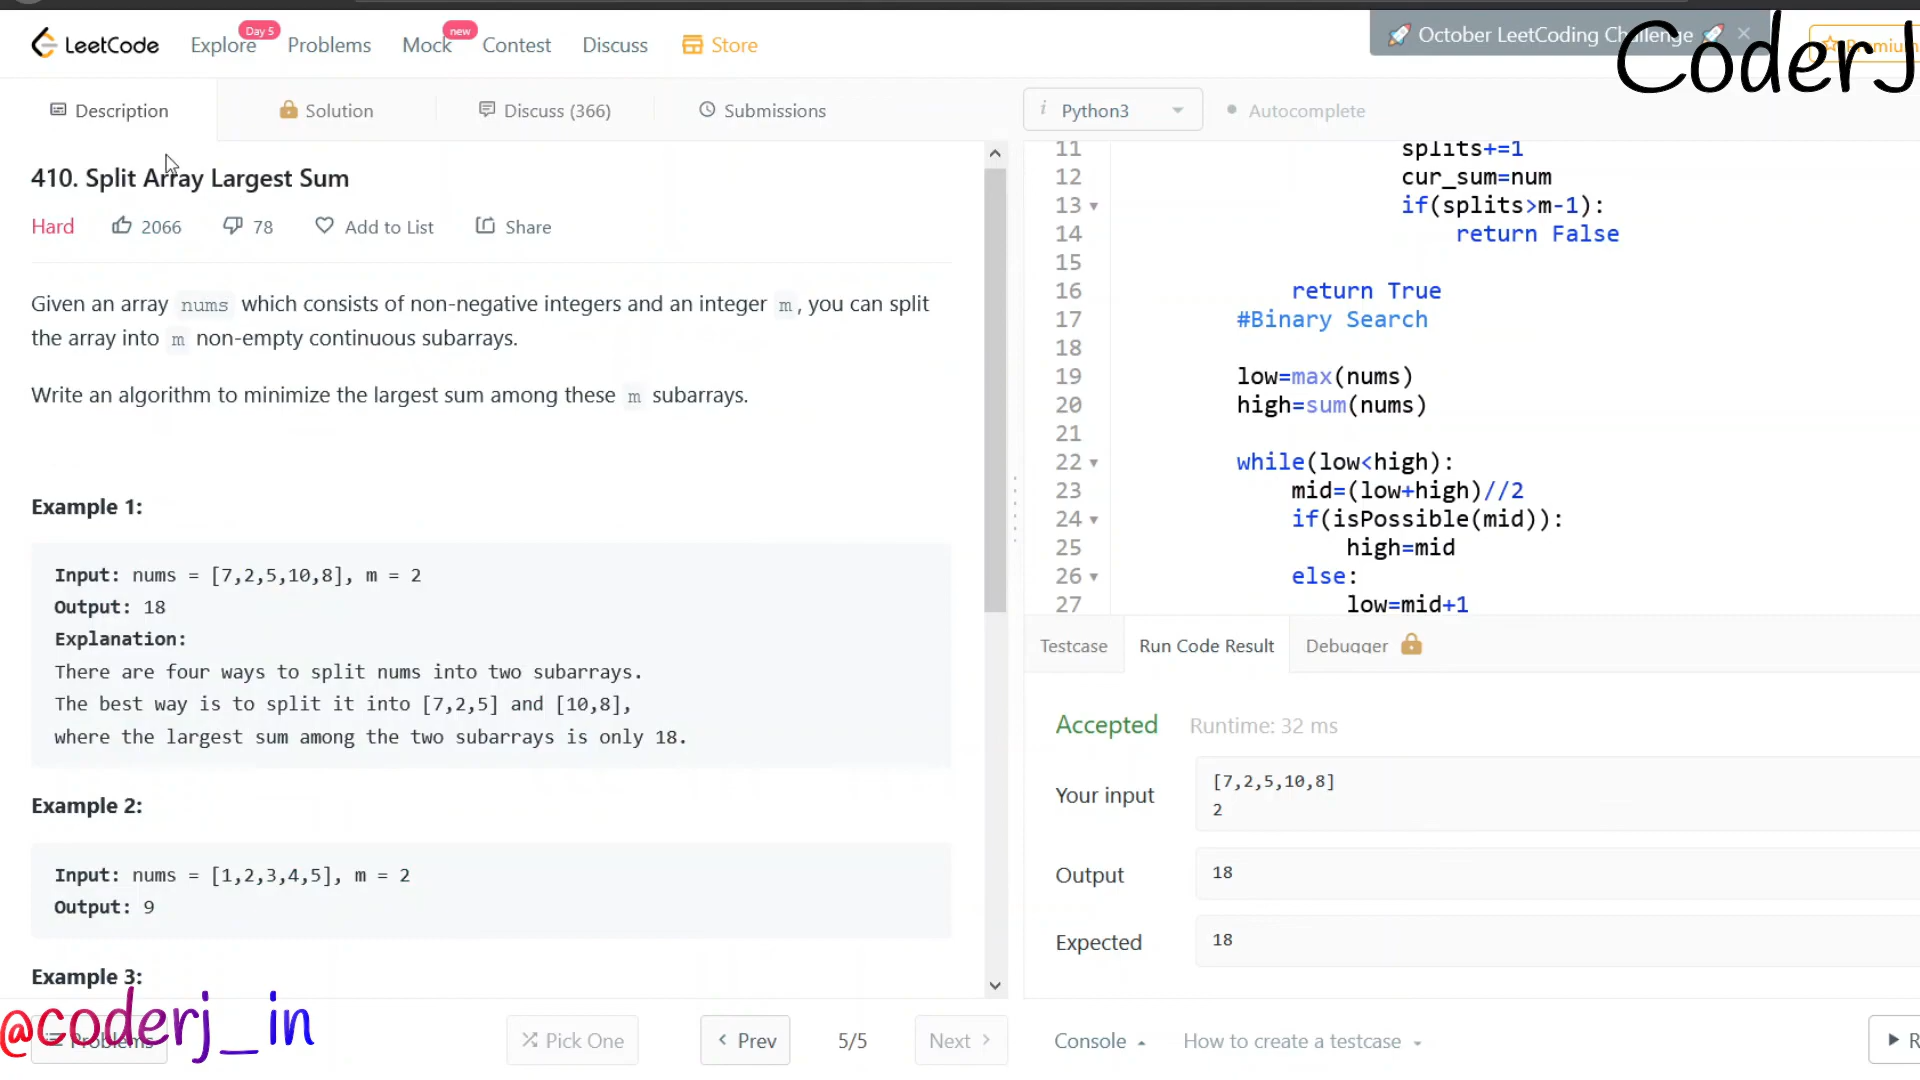 LeetCode Explore Day 5 Problems Mock new Contest Discuss Store
🚀 October LeetCoding Challenge 🚀 ×
CoderJ
Description Solution Discuss (366) Submissions
i Python3 Autocomplete
410. Split Array Largest Sum
Hard 2066 78 Add to List Share
Given an array nums which consists of non-negative integers and an integer m, you can split
the array into m non-empty continuous subarrays.
Write an algorithm to minimize the largest sum among these m subarrays.
Example 1:
Input: nums = [7,2,5,10,8], m = 2
Output: 18
Explanation:
There are four ways to split nums into two subarrays.
The best way is to split it into [7,2,5] and [10,8],
where the largest sum among the two subarrays is only 18.
Example 2:
Input: nums = [1,2,3,4,5], m = 2
Output: 9
Example 3:
@coderj_in
Problems
Pick One
< Prev
5/5
Next >
11 splits+=1
12 cur_sum=num
13 if(splits>m-1):
14 return False
15
16 return True
17 #Binary Search
18
19 low=max(nums)
20 high=sum(nums)
21
22 while(low<high):
23 mid=(low+high)//2
24 if(isPossible(mid)):
25 high=mid
26 else:
27 low=mid+1
Testcase Run Code Result Debugger
Accepted Runtime: 32 ms
Your input
[7,2,5,10,8]
2
Output
18
Expected
18
Console How to create a testcase